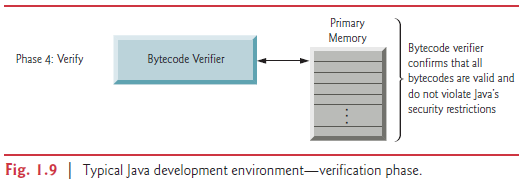 Primary
Memory
Phase 4: Verify
Bytecode Verifier
Bytecode verifier
confirms that all
bytecodes are valid and
do not violate Java's
security restrictions
Fig. 1.9 | Typical Java development environment—verification phase.